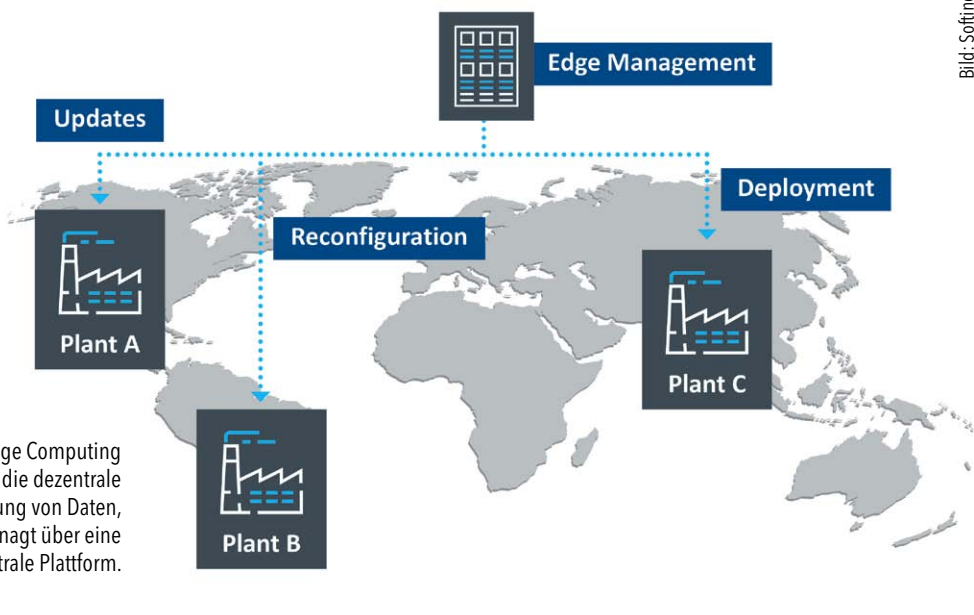 Bild: Softing
Edge Management
Updates
Deployment
Reconfiguration
Plant A
Plant C
Plant B
ge Computing
die dezentrale
ung von Daten,
nagt über eine
trale Plattform.